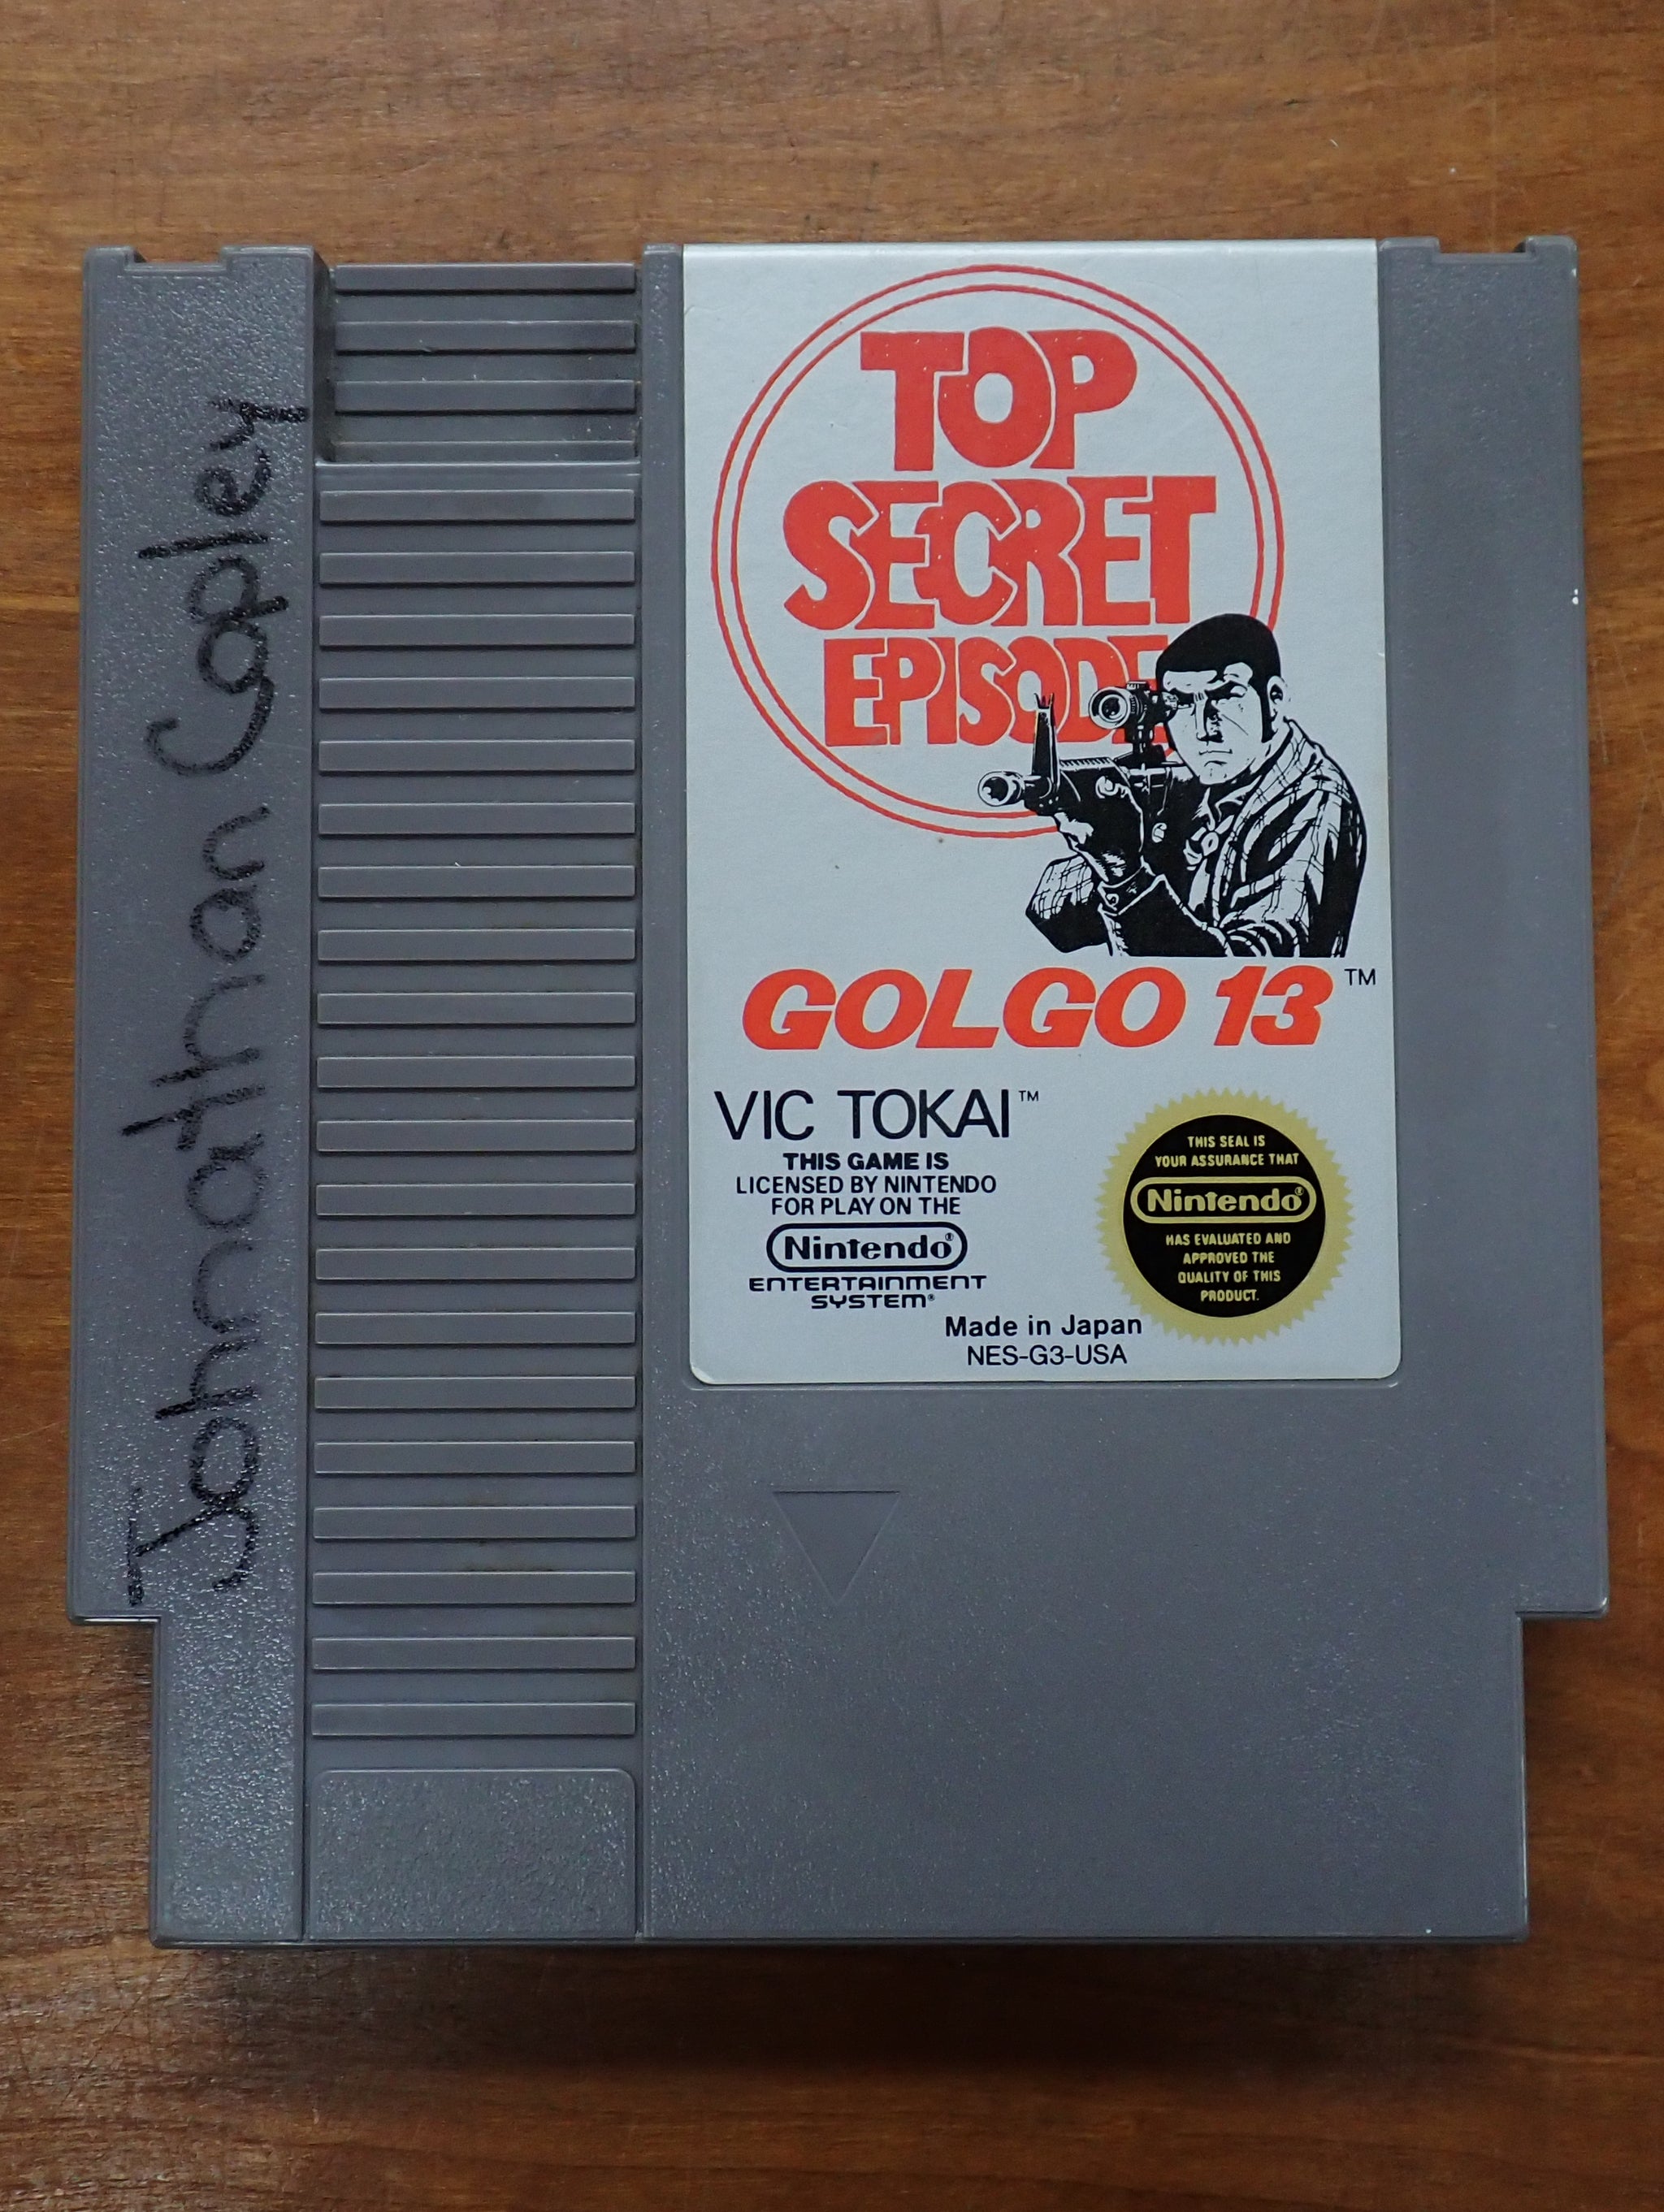 Johnathan Copley
TOP
SECRET
EPISODE
GOLGO 13™
VIC TOKAI™
THIS GAME IS
LICENSED BY NINTENDO
FOR PLAY ON THE
Nintendo®
ENTERTAINMENT
SYSTEM®
Made in Japan
NES-G3-USA
THIS SEAL IS
YOUR ASSURANCE THAT
Nintendo®
HAS EVALUATED AND
APPROVED THE
QUALITY OF THIS
PRODUCT.